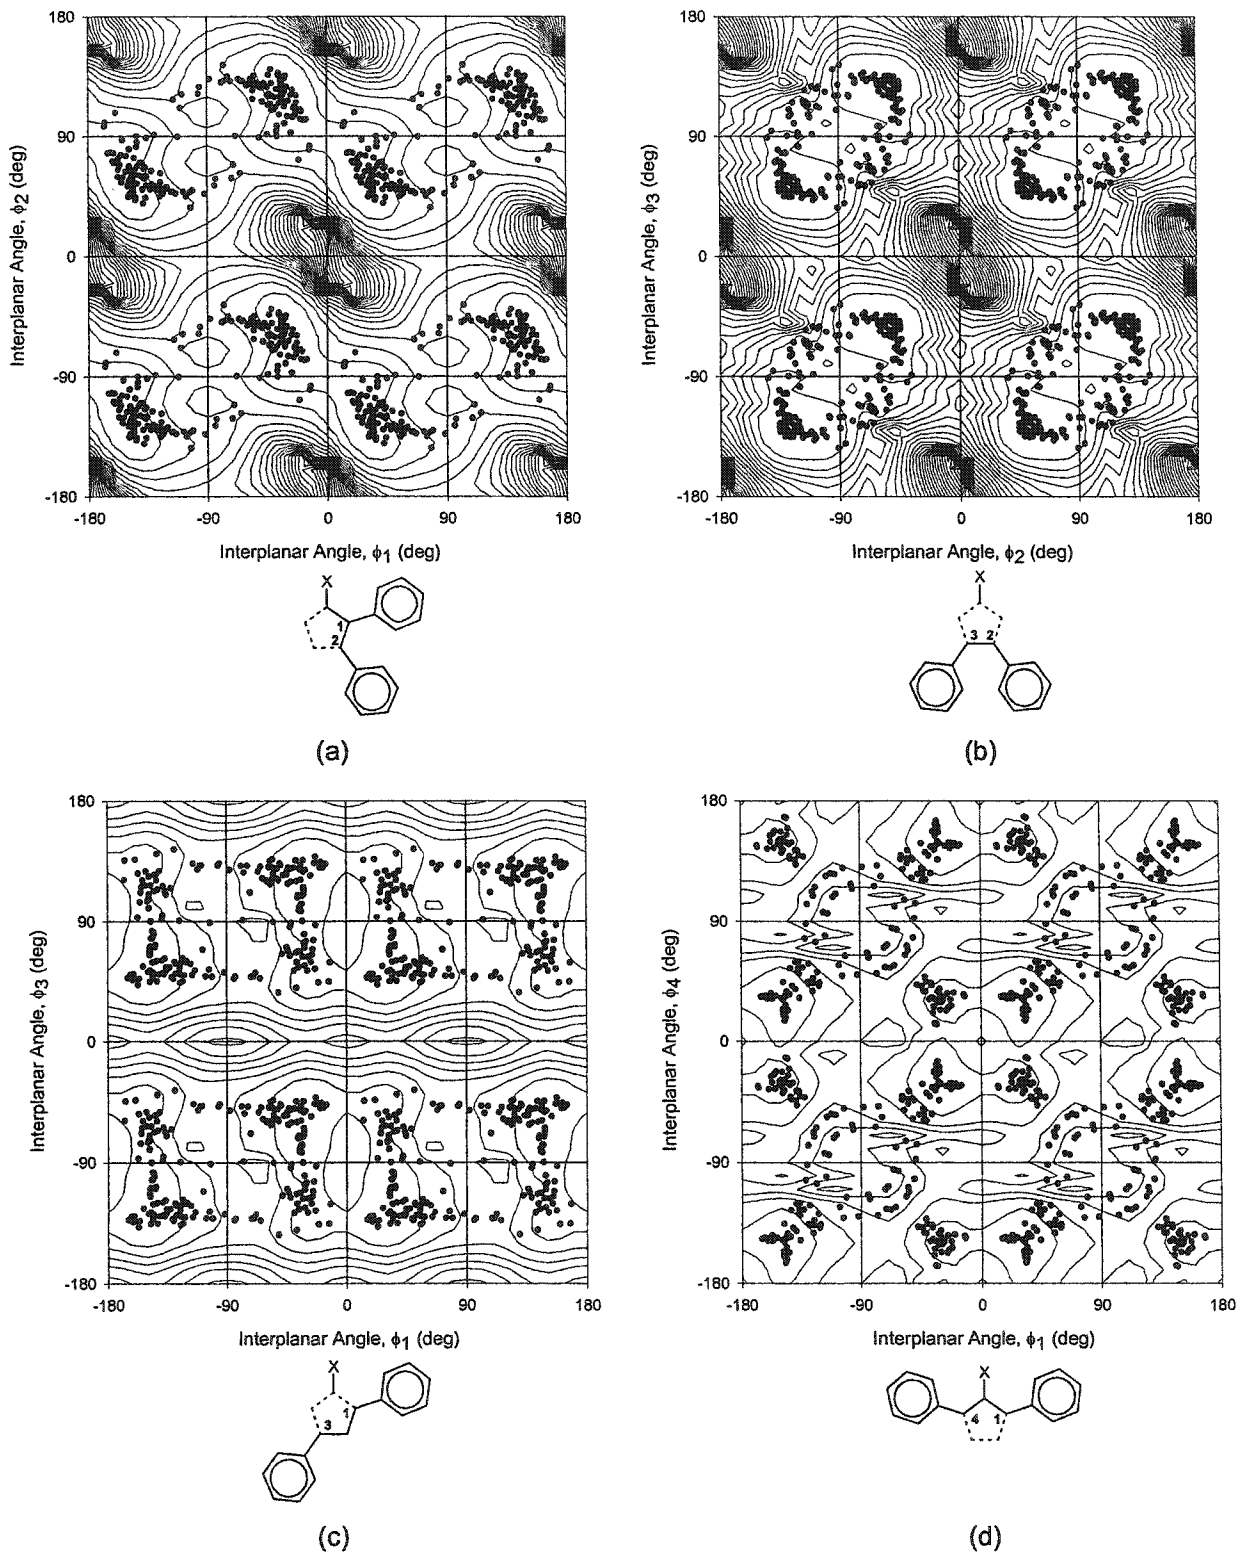 180
90
0
-90
-180
-180
-90
0
90
180
Interplanar Angle, ϕ2 (deg)
Interplanar Angle, ϕ1 (deg)
X
1
2
(a)
180
90
0
-90
-180
-180
-90
0
90
180
Interplanar Angle, ϕ3 (deg)
Interplanar Angle, ϕ2 (deg)
X
3 2
(b)
180
90
0
-90
-180
-180
-90
0
90
180
Interplanar Angle, ϕ3 (deg)
Interplanar Angle, ϕ1 (deg)
X
1
3
(c)
180
90
0
-90
-180
-180
-90
0
90
180
Interplanar Angle, ϕ4 (deg)
Interplanar Angle, ϕ1 (deg)
X
4 1
(d)